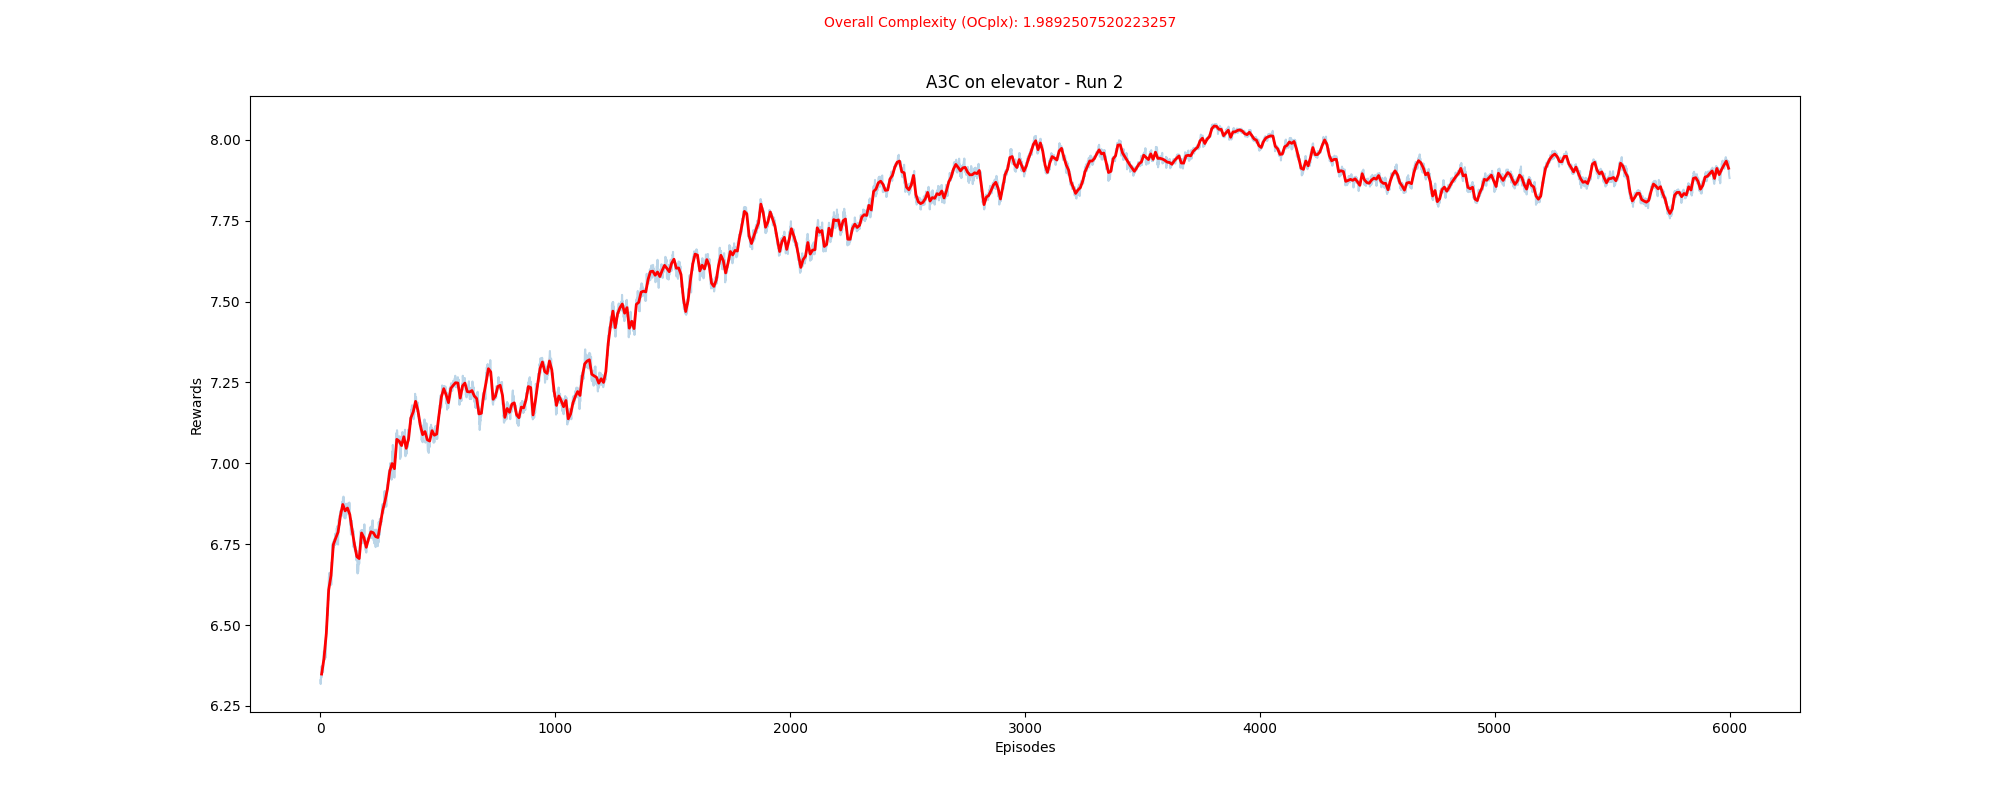 Overall Complexity (OCplx): 1.9892507520223257
A3C on elevator - Run 2
Rewards
8.00
7.75
7.50
7.25
7.00
6.75
6.50
6.25
0 1000 2000 3000 4000 5000 6000
Episodes